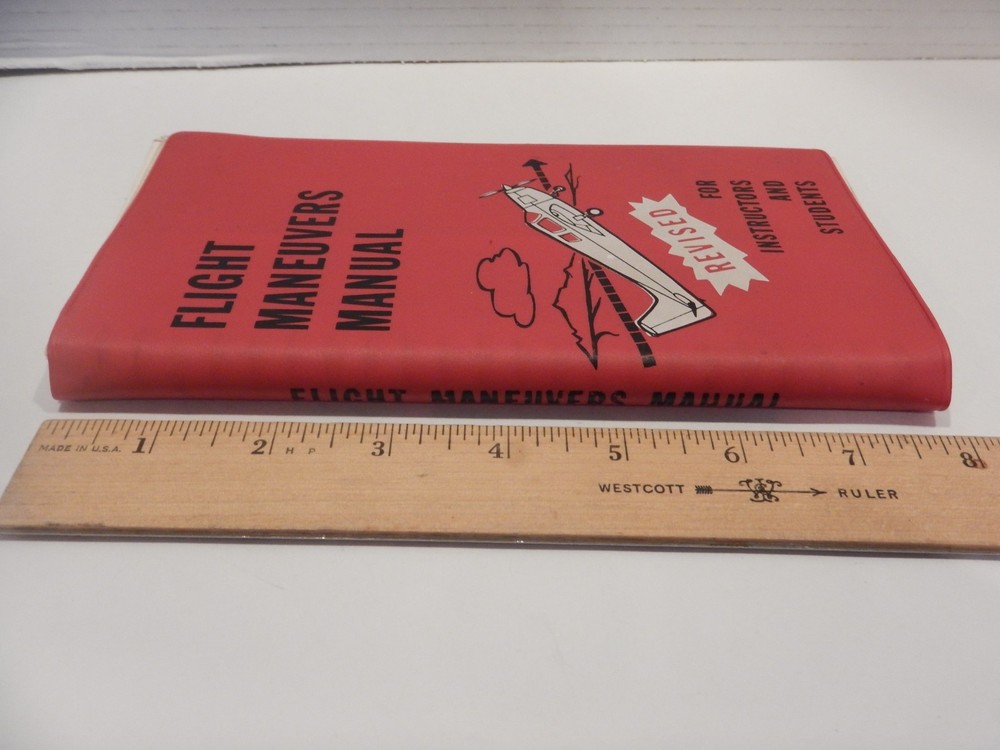 FLIGHT
MANEUVERS
MANUAL
REVISED
FOR
INSTRUCTORS
AND
STUDENTS
FLIGHT MANEUVERS MANUAL
MADE IN U.S.A. 1 2 3 4 5 6 7 8
H P
WESTCOTT RULER